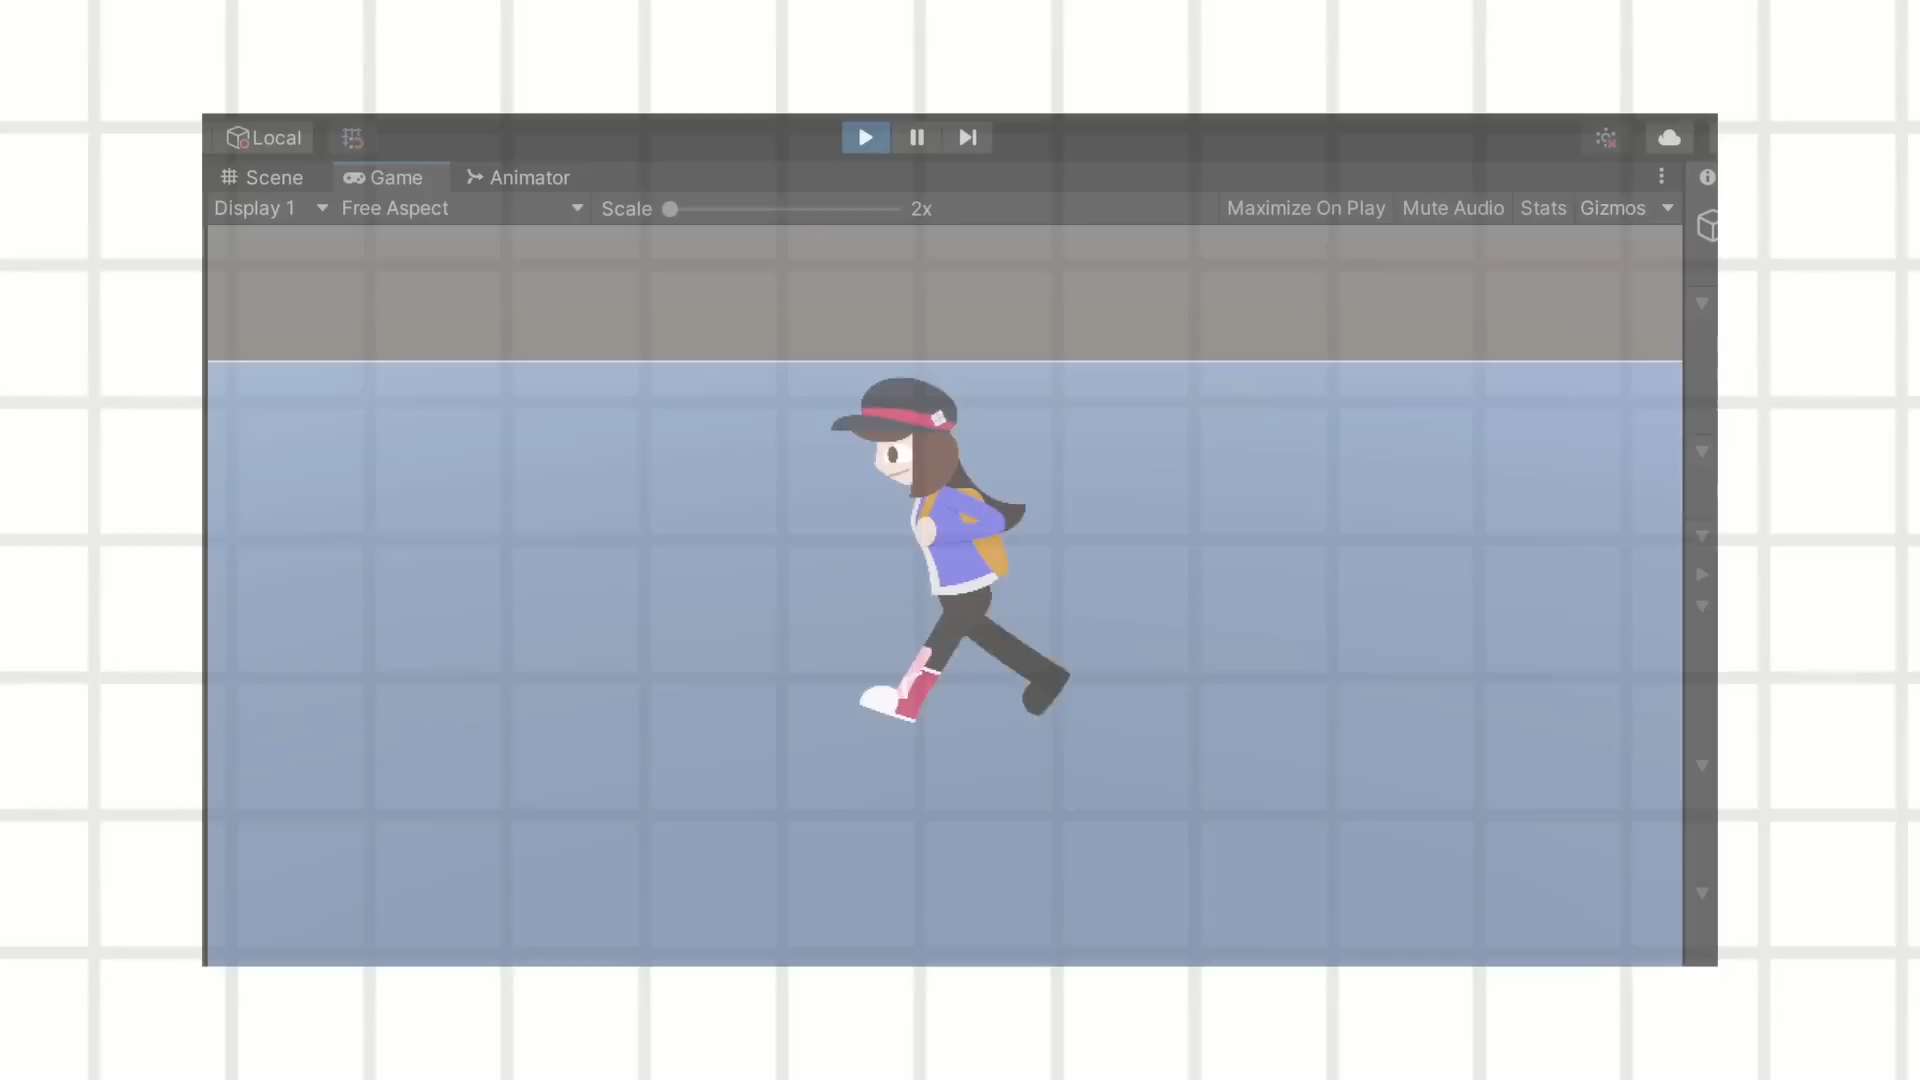 Local
Scene Game Animator
Display 1 Free Aspect Scale 2x Maximize On Play Mute Audio Stats Gizmos